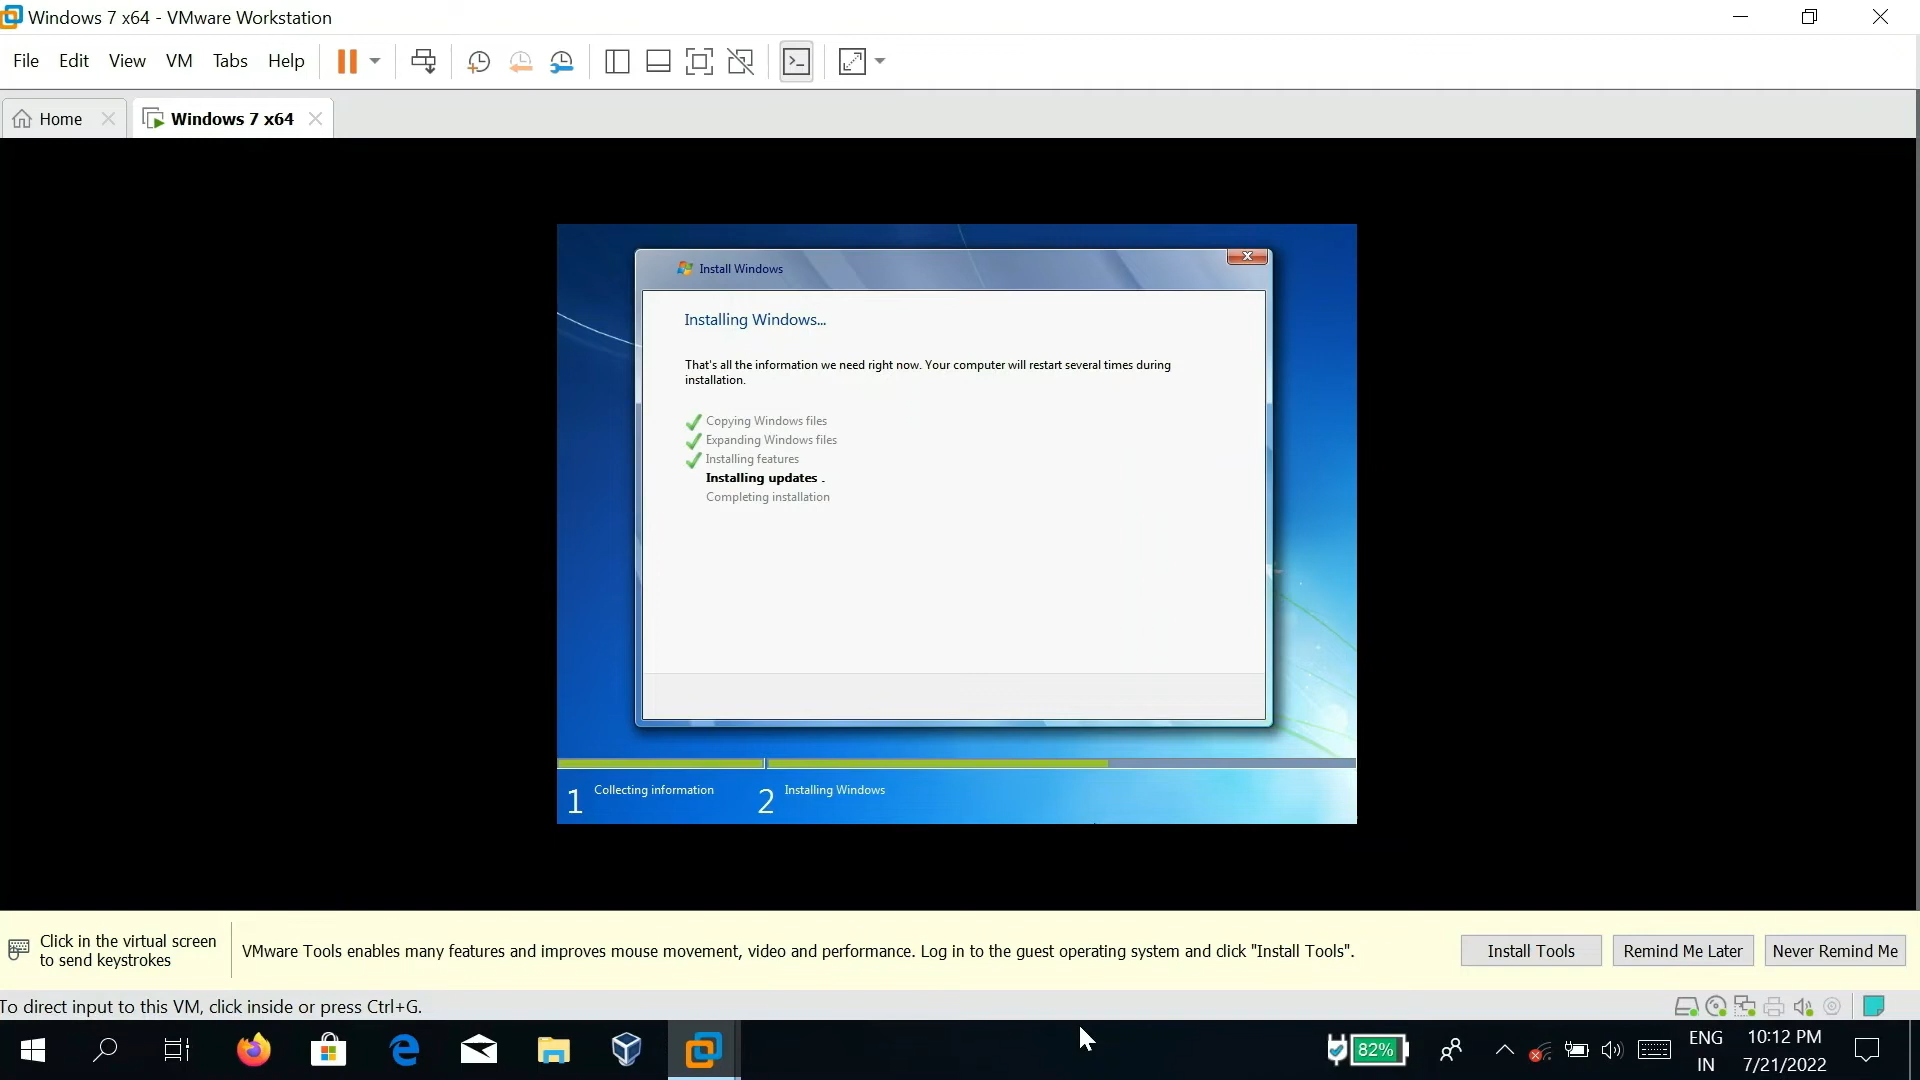 Windows 7 x64 - VMware Workstation
File Edit View VM Tabs Help
Home Windows 7 x64
Install Windows
Installing Windows...
That's all the information we need right now. Your computer will restart several times during
installation.
Copying Windows files
Expanding Windows files
Installing features
Installing updates .
Completing installation
1 Collecting information 2 Installing Windows
Click in the virtual screen
to send keystrokes
VMware Tools enables many features and improves mouse movement, video and performance. Log in to the guest operating system and click "Install Tools".
Install Tools Remind Me Later Never Remind Me
To direct input to this VM, click inside or press Ctrl+G.
82%
ENG
IN
10:12 PM
7/21/2022